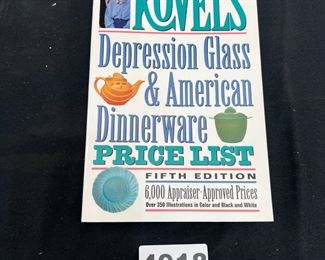 KOVELS
Depression Glass
& American
Dinnerware
PRICE LIST
FIFTH EDITION
6,000 Appraiser-Approved Prices
Over 350 Illustrations in Color and Black and White